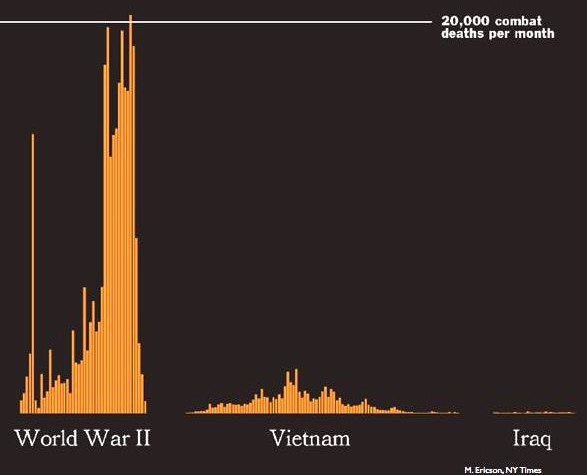 20,000 combat
deaths per month
World War II
Vietnam
Iraq
M. Ericson, NY Times